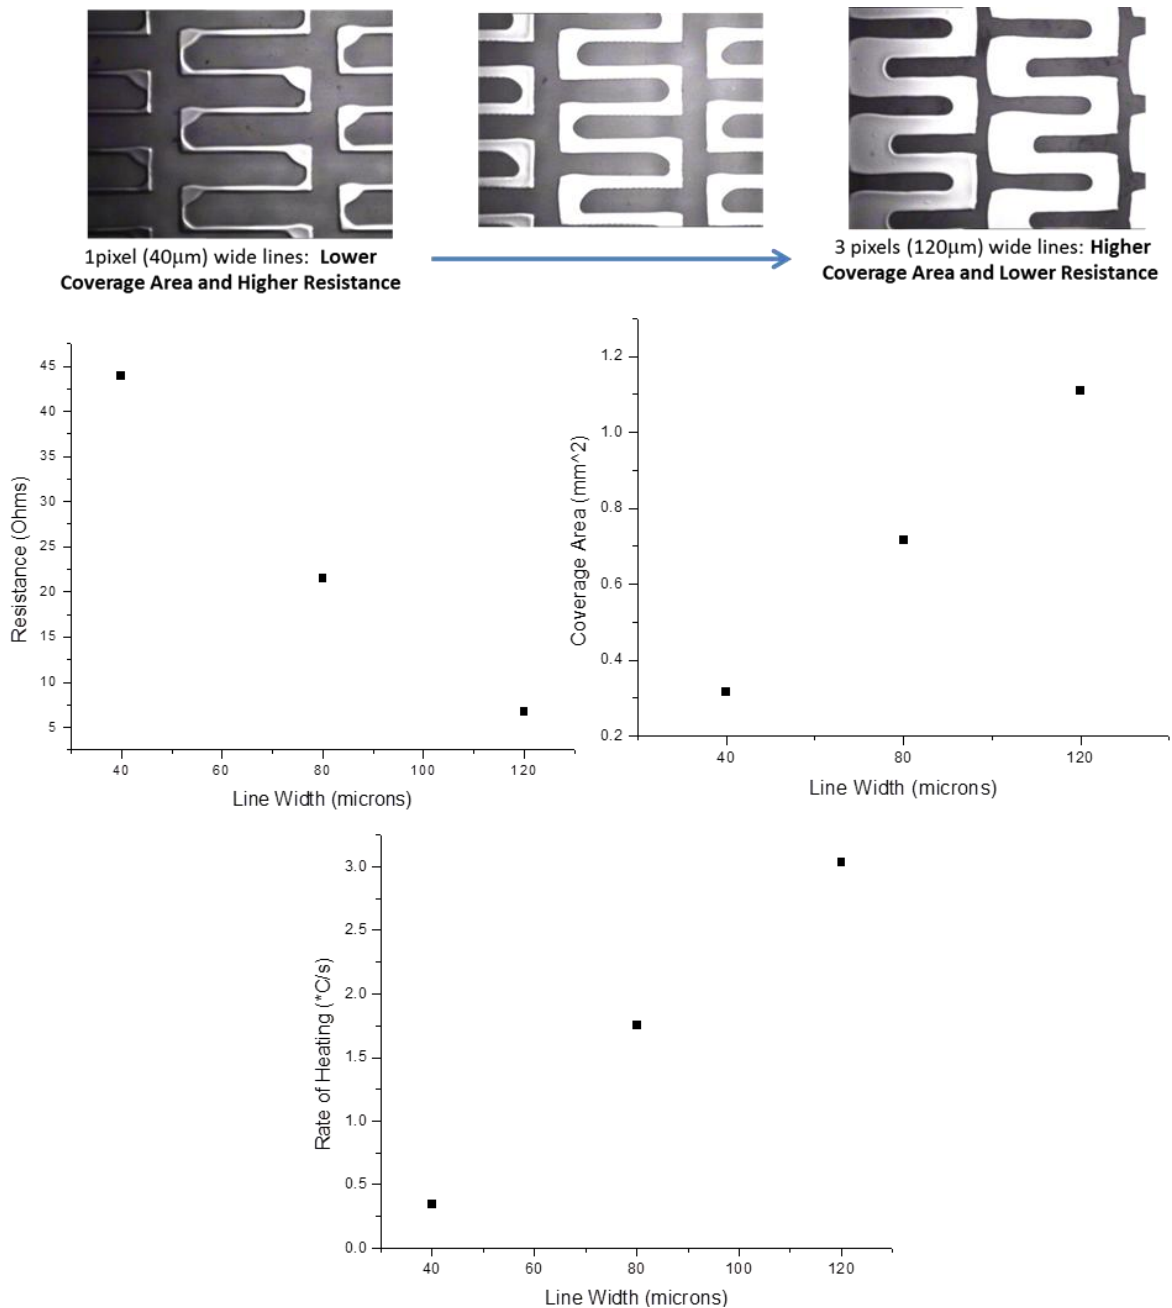 1pixel (40μm) wide lines: Lower
Coverage Area and Higher Resistance
3 pixels (120μm) wide lines: Higher
Coverage Area and Lower Resistance
45
40
35
30
25
20
15
10
5
Resistance (Ohms)
40 60 80 100 120
Line Width (microns)
1.2
1.0
0.8
0.6
0.4
0.2
Coverage Area (mm^2)
40 80 120
Line Width (microns)
3.0
2.5
2.0
1.5
1.0
0.5
0.0
Rate of Heating (*C/s)
40 60 80 100 120
Line Width (microns)